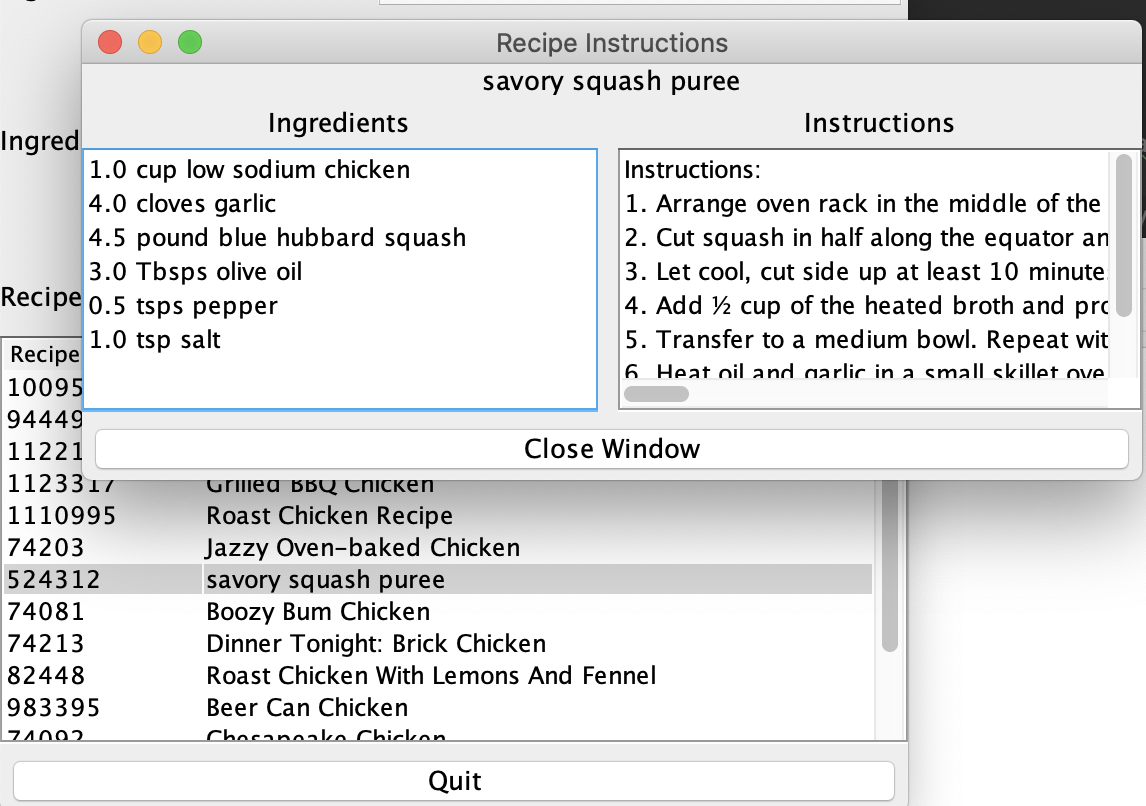 Recipe Instructions
savory squash puree
Ingredients
Instructions
1.0 cup low sodium chicken
4.0 cloves garlic
4.5 pound blue hubbard squash
3.0 Tbsps olive oil
0.5 tsps pepper
1.0 tsp salt
Instructions:
1. Arrange oven rack in the middle of the
2. Cut squash in half along the equator an
3. Let cool, cut side up at least 10 minute
4. Add ½ cup of the heated broth and pro
5. Transfer to a medium bowl. Repeat wit
6. Heat oil and garlic in a small skillet ove
Close Window
Ingred
Recipe
Recipe
10095
94449
11221
1123317 Grilled BBQ Chicken
1110995 Roast Chicken Recipe
74203 Jazzy Oven-baked Chicken
524312 savory squash puree
74081 Boozy Bum Chicken
74213 Dinner Tonight: Brick Chicken
82448 Roast Chicken With Lemons And Fennel
983395 Beer Can Chicken
74092 Chesapeake Chicken
Quit